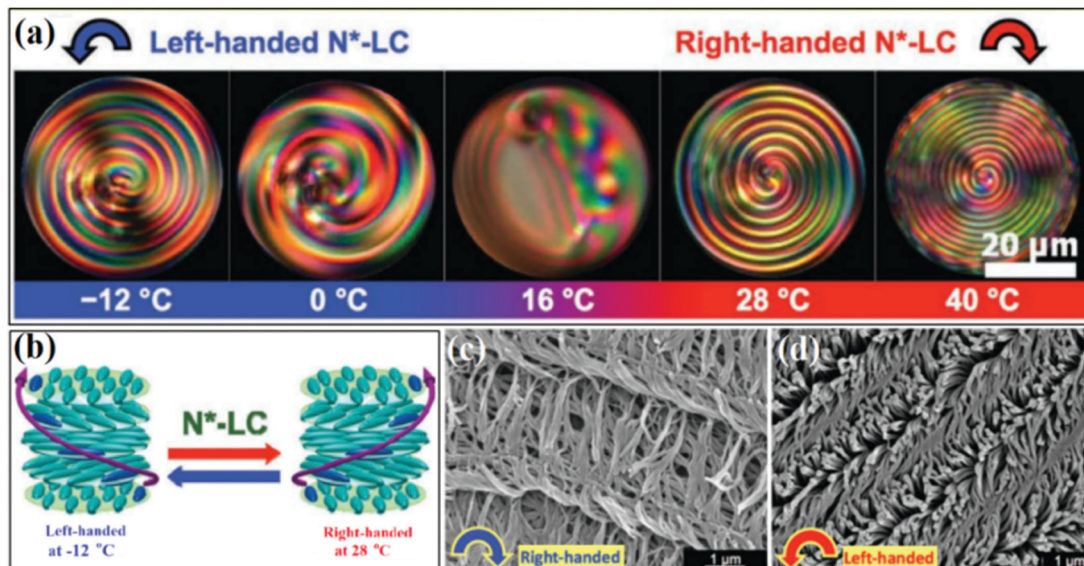 (a)
Left-handed N*-LC
Right-handed N*-LC
20 µm
−12 °C
0 °C
16 °C
28 °C
40 °C
(b)
N*-LC
Left-handed
at -12 °C
Right-handed
at 28 °C
(c)
Right-handed
1 µm
(d)
Left-handed
1 µm